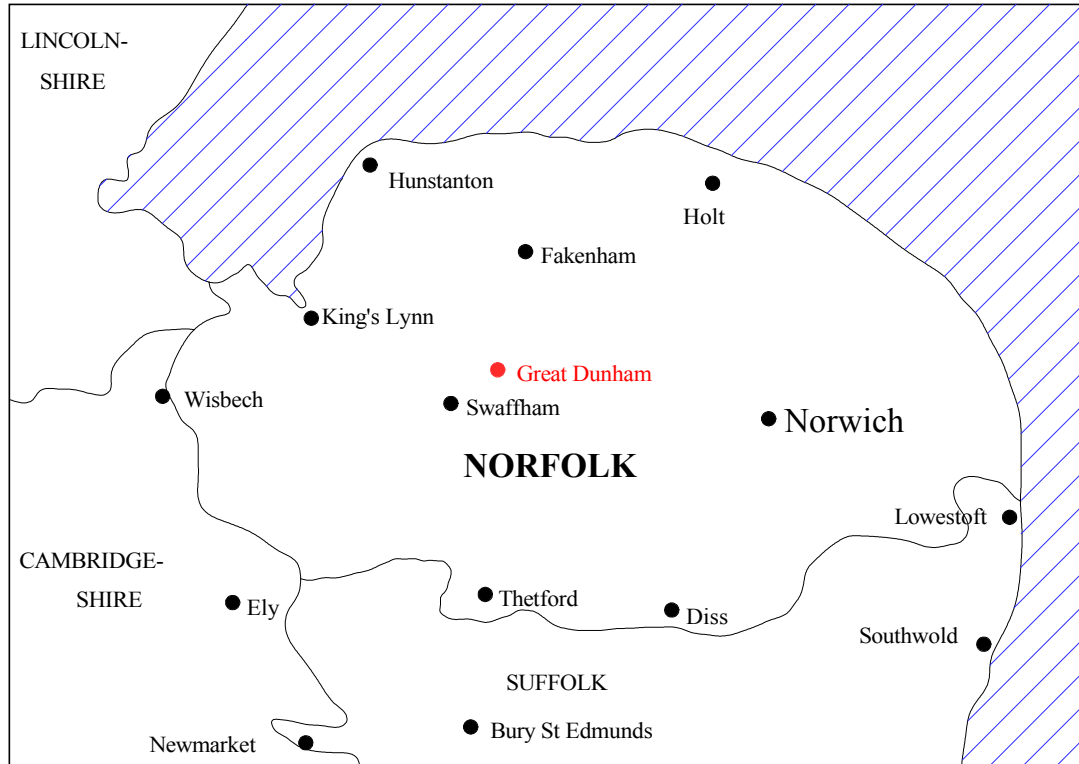 LINCOLN-
SHIRE
Hunstanton
Holt
Fakenham
King's Lynn
Great Dunham
Wisbech
Swaffham
Norwich
NORFOLK
Lowestoft
CAMBRIDGE-
SHIRE
Ely
Thetford
Diss
Southwold
SUFFOLK
Bury St Edmunds
Newmarket